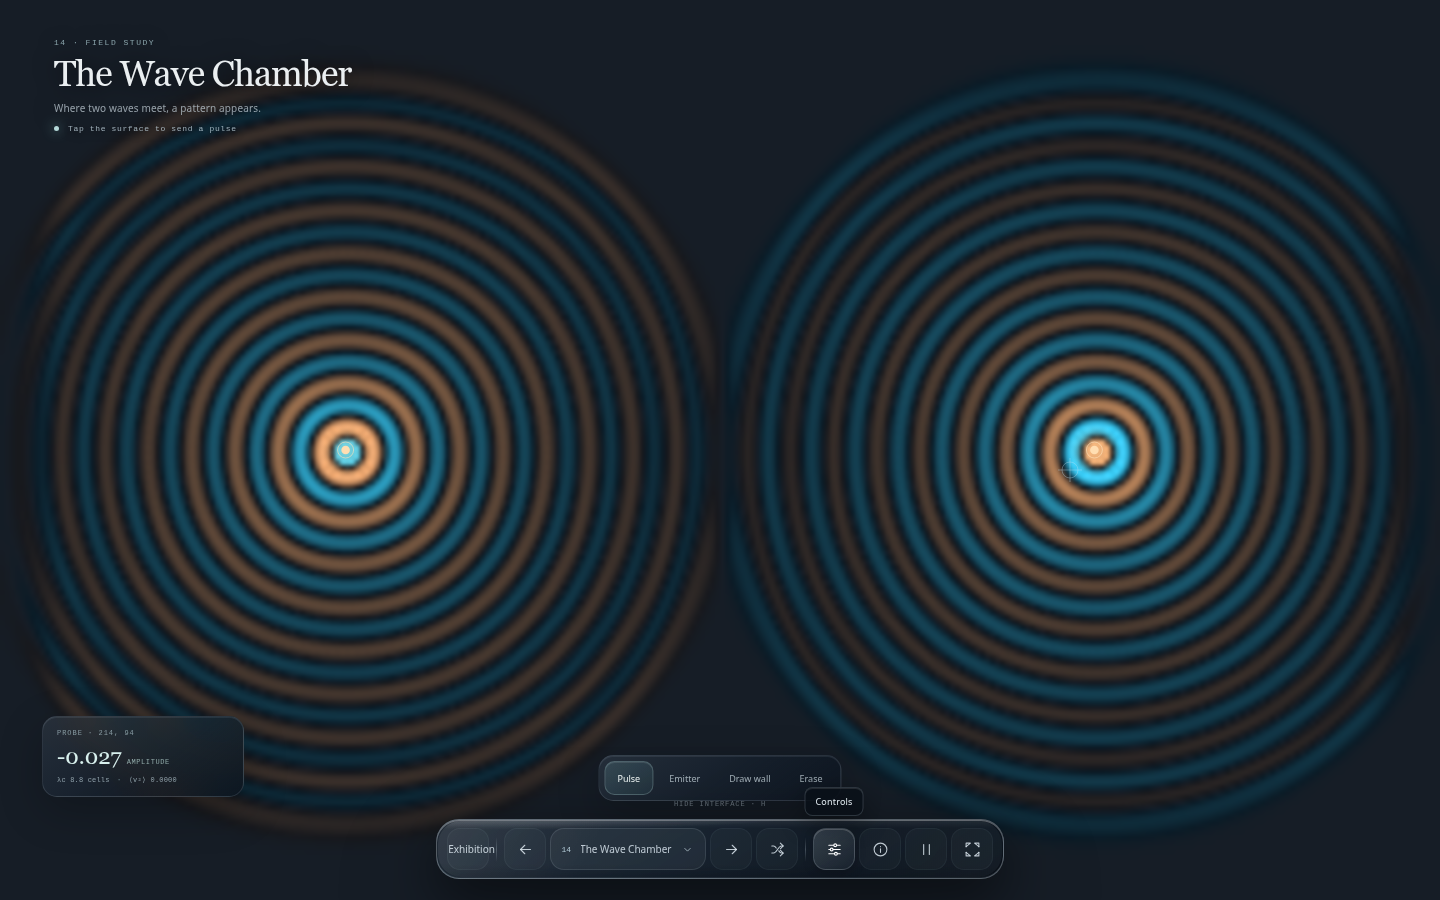 14 · FIELD STUDY
The Wave Chamber
Where two waves meet, a pattern appears.
Tap the surface to send a pulse
PROBE · 214, 94
-0.027 AMPLITUDE
λc 8.8 cells · ⟨v²⟩ 0.0000
Pulse Emitter Draw wall Erase
HIDE INTERFACE · H
Controls
Exhibition 14 The Wave Chamber